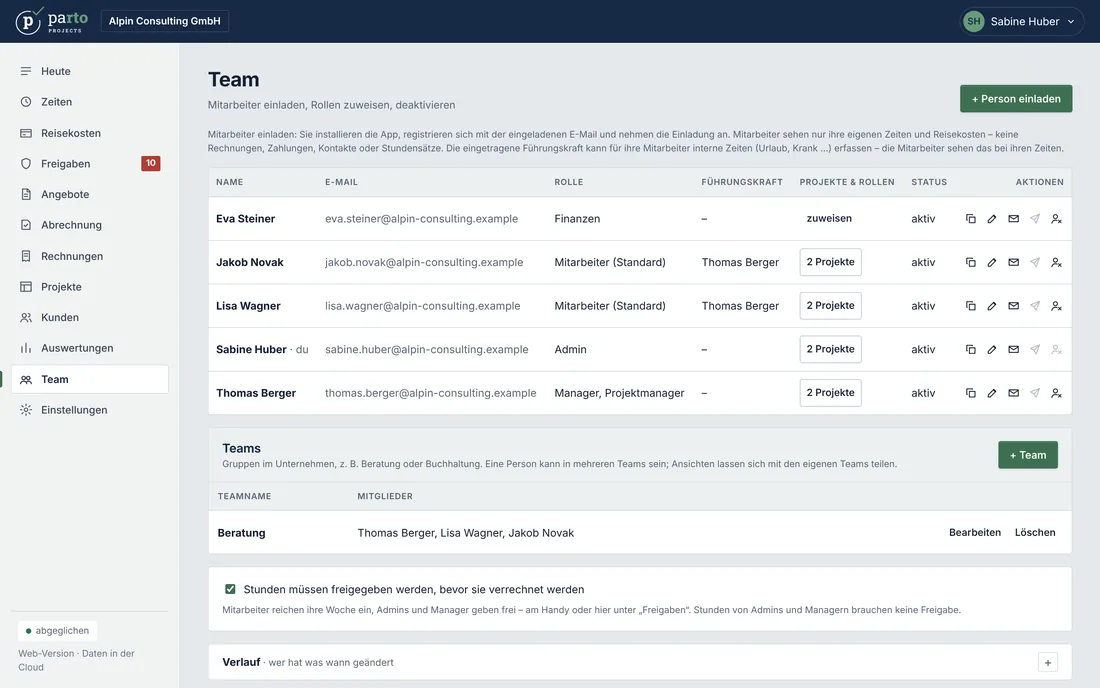 parto
PROJECTS
Alpin Consulting GmbH
SH Sabine Huber
Heute
Zeiten
Reisekosten
Freigaben 10
Angebote
Abrechnung
Rechnungen
Projekte
Kunden
Auswertungen
Team
Einstellungen
abgeglichen
Web-Version · Daten in der
Cloud
Team
Mitarbeiter einladen, Rollen zuweisen, deaktivieren
+ Person einladen
Mitarbeiter einladen: Sie installieren die App, registrieren sich mit der eingeladenen E-Mail und nehmen die Einladung an. Mitarbeiter sehen nur ihre eigenen Zeiten und Reisekosten – keine
Rechnungen, Zahlungen, Kontakte oder Stundensätze. Die eingetragene Führungskraft kann für ihre Mitarbeiter interne Zeiten (Urlaub, Krank ...) erfassen – die Mitarbeiter sehen das bei ihren Zeiten.
NAME E-MAIL ROLLE FÜHRUNGSKRAFT PROJEKTE & ROLLEN STATUS AKTIONEN
Eva Steiner eva.steiner@alpin-consulting.example Finanzen – zuweisen aktiv
Jakob Novak jakob.novak@alpin-consulting.example Mitarbeiter (Standard) Thomas Berger 2 Projekte aktiv
Lisa Wagner lisa.wagner@alpin-consulting.example Mitarbeiter (Standard) Thomas Berger 2 Projekte aktiv
Sabine Huber · du sabine.huber@alpin-consulting.example Admin – 2 Projekte aktiv
Thomas Berger thomas.berger@alpin-consulting.example Manager, Projektmanager – 2 Projekte aktiv
Teams
Gruppen im Unternehmen, z. B. Beratung oder Buchhaltung. Eine Person kann in mehreren Teams sein; Ansichten lassen sich mit den eigenen Teams teilen.
+ Team
TEAMNAME MITGLIEDER
Beratung Thomas Berger, Lisa Wagner, Jakob Novak Bearbeiten Löschen
Stunden müssen freigegeben werden, bevor sie verrechnet werden
Mitarbeiter reichen ihre Woche ein, Admins und Manager geben frei – am Handy oder hier unter „Freigaben“. Stunden von Admins und Managern brauchen keine Freigabe.
Verlauf · wer hat was wann geändert +